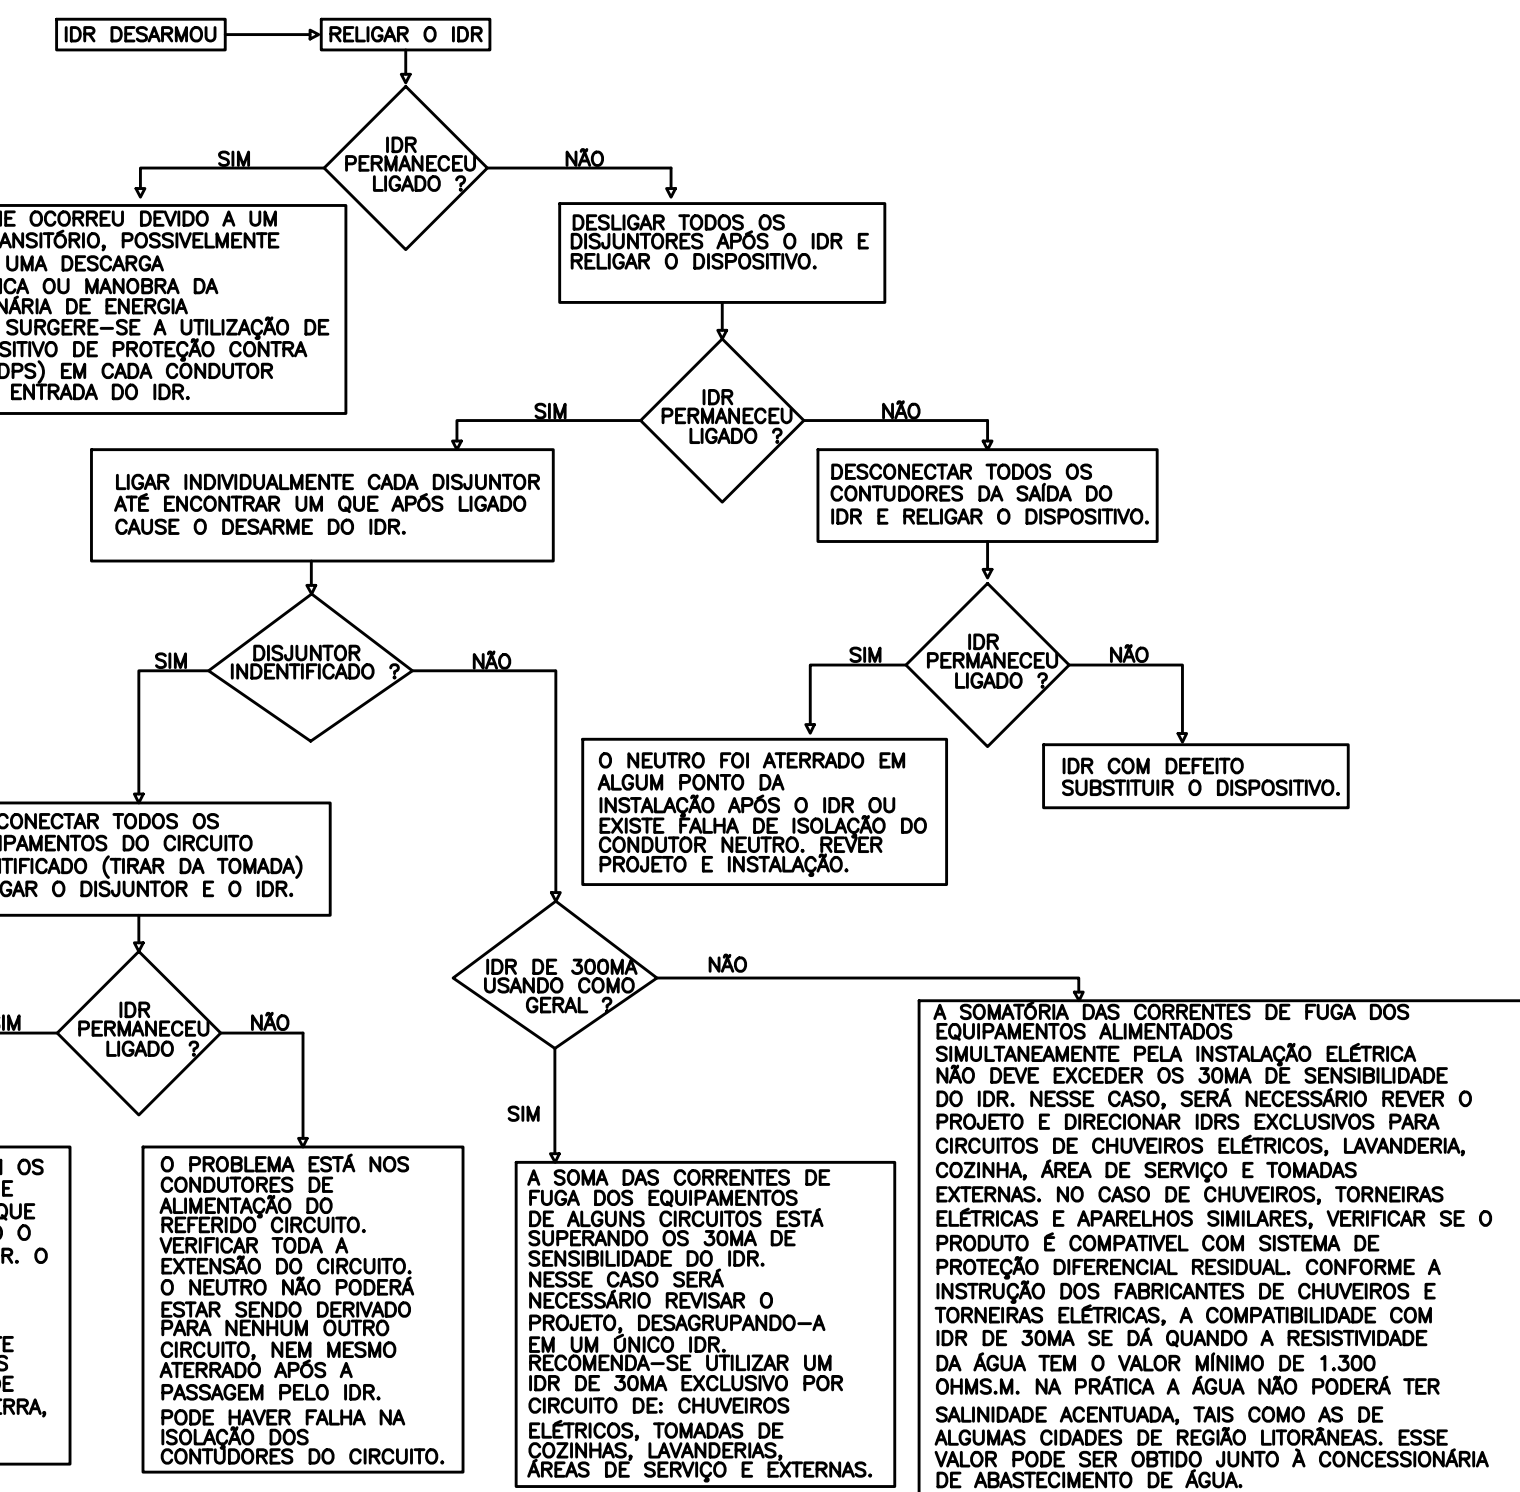 IDR DESARMOU
RELIGAR O IDR
IDR
PERMANECEU
LIGADO ?
SIM
NÃO
OCORREU DEVIDO A UM
POSSIVELMENTE
UMA DESCARGA
OU MANOBRA DA
DE ENERGIA
SURGERE-SE A UTILIZAÇÃO DE
DE PROTEÇÃO CONTRA
DPS) EM CADA CONDUTOR
ENTRADA DO IDR.
DESLIGAR TODOS OS
DISJUNTORES APÓS O IDR E
RELIGAR O DISPOSITIVO.
IDR
PERMANECEU
LIGADO ?
SIM
NÃO
LIGAR INDIVIDUALMENTE CADA DISJUNTOR
ATÉ ENCONTRAR UM QUE APÓS LIGADO
CAUSE O DESARME DO IDR.
DESCONECTAR TODOS OS
CONTUDORES DA SAÍDA DO
IDR E RELIGAR O DISPOSITIVO.
DISJUNTOR
INDENTIFICADO ?
SIM
NÃO
IDR
PERMANECEU
LIGADO ?
SIM
NÃO
O NEUTRO FOI ATERRADO EM
ALGUM PONTO DA
INSTALAÇÃO APÓS O IDR OU
EXISTE FALHA DE ISOLAÇÃO DO
CONDUTOR NEUTRO. REVER
PROJETO E INSTALAÇÃO.
IDR COM DEFEITO
SUBSTITUIR O DISPOSITIVO.
CONECTAR TODOS OS
IPAMENTOS DO CIRCUITO
NTIFICADO (TIRAR DA TOMADA)
GAR O DISJUNTOR E O IDR.
IDR
PERMANECEU
LIGADO ?
IM
NÃO
IDR DE 300MA
USANDO COMO
GERAL ?
NÃO
SIM
OS
E
QUE
O
R. O
TE
S
DE
ERRA,
O PROBLEMA ESTÁ NOS
CONDUTORES DE
ALIMENTAÇÃO DO
REFERIDO CIRCUITO.
VERIFICAR TODA A
EXTENSÃO DO CIRCUITO.
O NEUTRO NÃO PODERÁ
ESTAR SENDO DERIVADO
PARA NENHUM OUTRO
CIRCUITO, NEM MESMO
ATERRADO APÓS A
PASSAGEM PELO IDR.
PODE HAVER FALHA NA
ISOLAÇÃO DOS
CONTUDORES DO CIRCUITO.
A SOMA DAS CORRENTES DE
FUGA DOS EQUIPAMENTOS
DE ALGUNS CIRCUITOS ESTÁ
SUPERANDO OS 30MA DE
SENSIBILIDADE DO IDR.
NESSE CASO SERÁ
NECESSÁRIO REVISAR O
PROJETO, DESAGRUPANDO-A
EM UM ÚNICO IDR.
RECOMENDA-SE UTILIZAR UM
IDR DE 30MA EXCLUSIVO POR
CIRCUITO DE: CHUVEIROS
ELÉTRICOS, TOMADAS DE
COZINHAS, LAVANDERIAS,
ÁREAS DE SERVIÇO E EXTERNAS.
A SOMATÓRIA DAS CORRENTES DE FUGA DOS
EQUIPAMENTOS ALIMENTADOS
SIMULTANEAMENTE PELA INSTALAÇÃO ELÉTRICA
NÃO DEVE EXCEDER OS 30MA DE SENSIBILIDADE
DO IDR. NESSE CASO, SERÁ NECESSÁRIO REVER O
PROJETO E DIRECIONAR IDRS EXCLUSIVOS PARA
CIRCUITOS DE CHUVEIROS ELÉTRICOS, LAVANDERIA,
COZINHA, ÁREA DE SERVIÇO E TOMADAS
EXTERNAS. NO CASO DE CHUVEIROS, TORNEIRAS
ELÉTRICAS E APARELHOS SIMILARES, VERIFICAR SE O
PRODUTO É COMPATIVEL COM SISTEMA DE
PROTEÇÃO DIFERENCIAL RESIDUAL. CONFORME A
INSTRUÇÃO DOS FABRICANTES DE CHUVEIROS E
TORNEIRAS ELÉTRICAS, A COMPATIBILIDADE COM
IDR DE 30MA SE DÁ QUANDO A RESISTIVIDADE
DA ÁGUA TEM O VALOR MÍNIMO DE 1.300
OHMS.M. NA PRÁTICA A ÁGUA NÃO PODERÁ TER
SALINIDADE ACENTUADA, TAIS COMO AS DE
ALGUMAS CIDADES DE REGIÃO LITORÂNEAS. ESSE
VALOR PODE SER OBTIDO JUNTO À CONCESSIONÁRIA
DE ABASTECIMENTO DE ÁGUA.